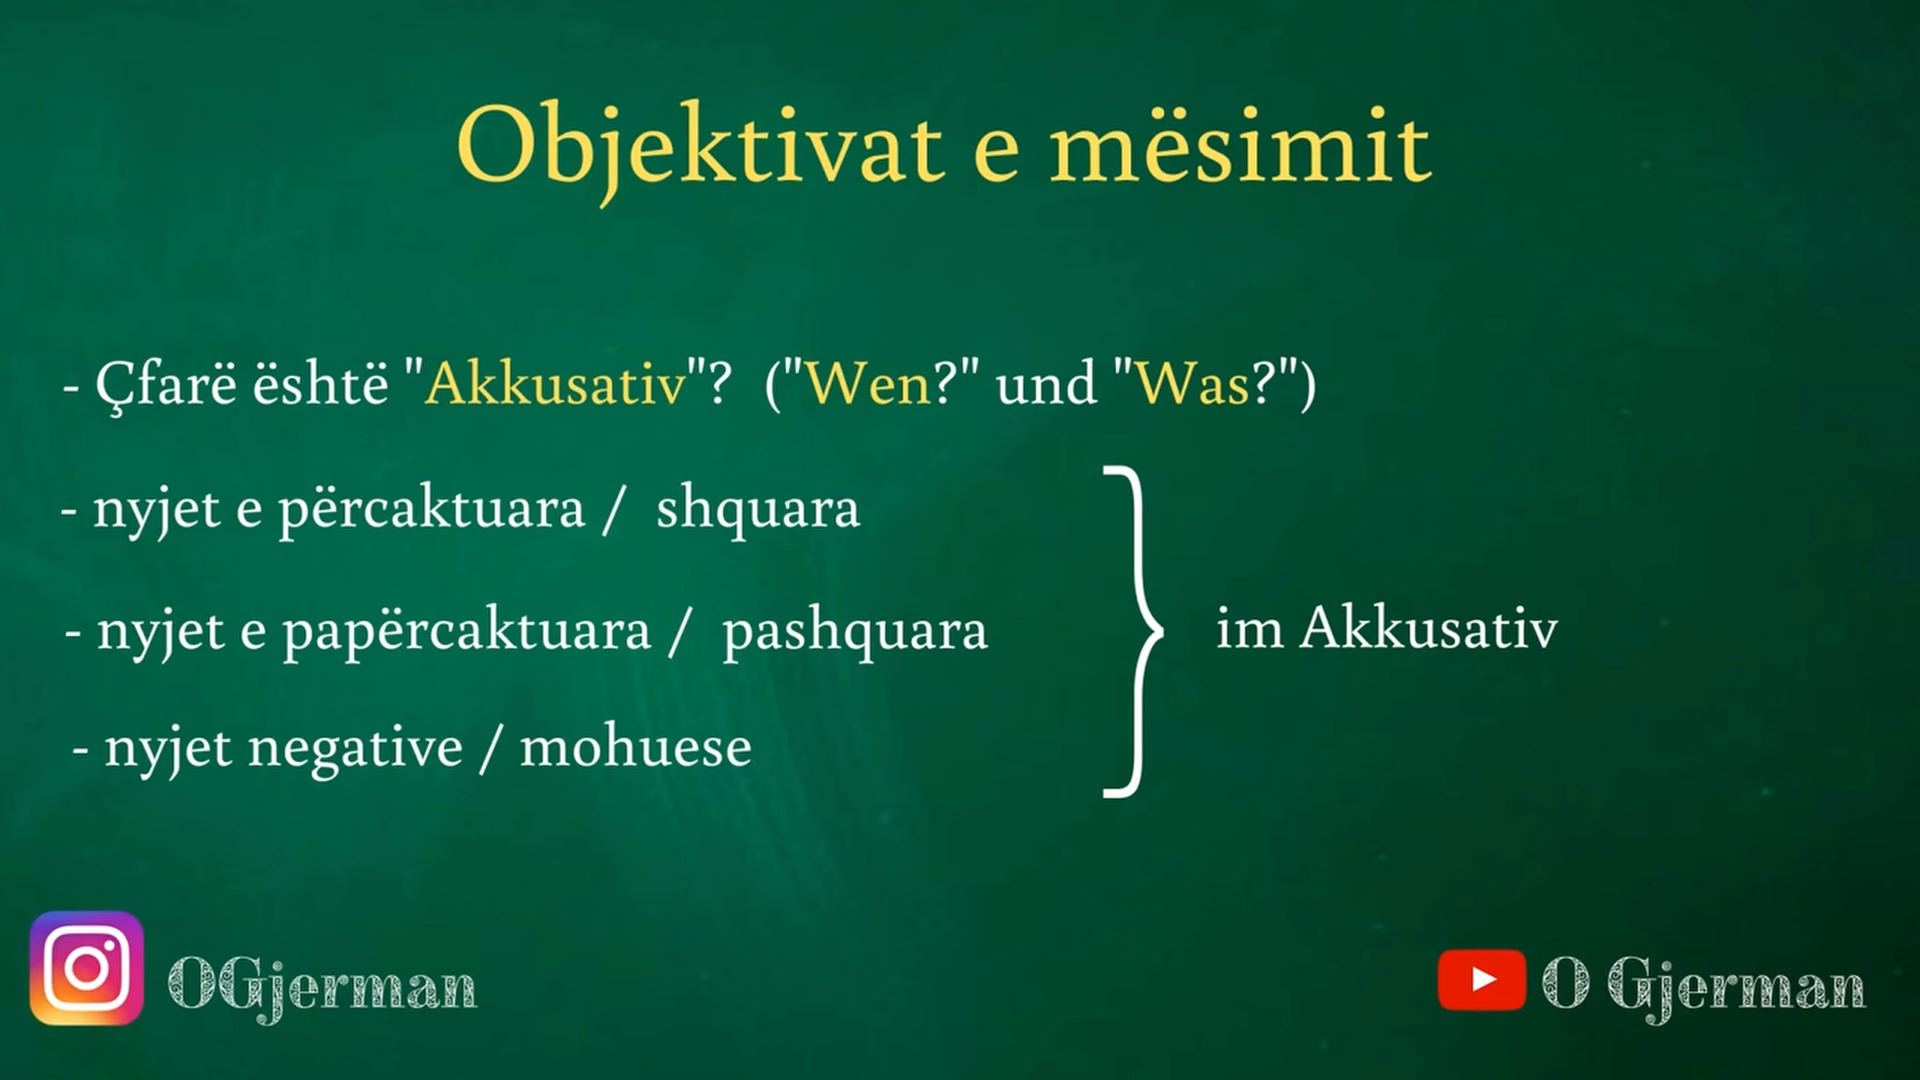 Objektivat e mësimit
- Çfarë është "Akkusativ"? ("Wen?" und "Was?")
- nyjet e përcaktuara / shquara
- nyjet e papërcaktuara / pashquara
im Akkusativ
- nyjet negative / mohuese
OGjerman
O Gjerman